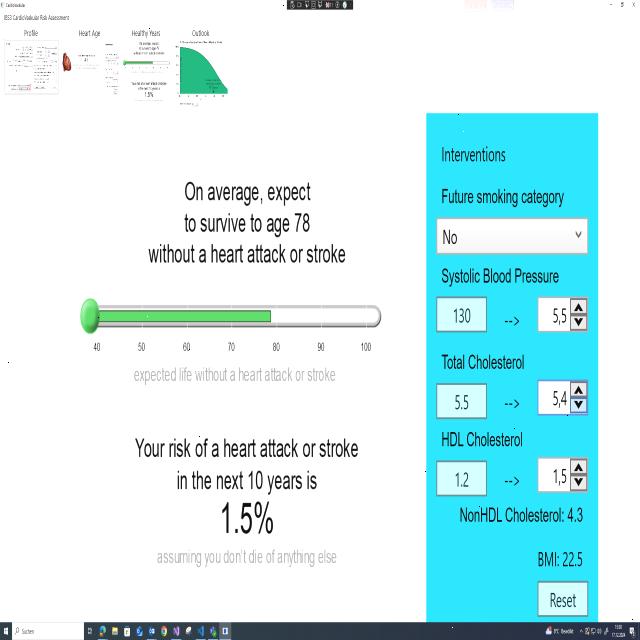 CardioVadcular
JBS3 CardioVadcular Risk Assessment
Profile
Heart Age
Healthy Years
Outlook
On average, expect
to survive to age 78
without a heart attack or stroke
40 50 60 70 80 90 100
expected life without a heart attack or stroke
Your risk of a heart attack or stroke
in the next 10 years is
1.5%
assuming you don't die of anything else
Interventions
Future smoking category
No
Systolic Blood Pressure
130 --> 5,5
Total Cholesterol
5.5 --> 5,4
HDL Cholesterol
1.2 --> 1,5
NonHDL Cholesterol: 4.3
BMI: 22.5
Reset
Suchen